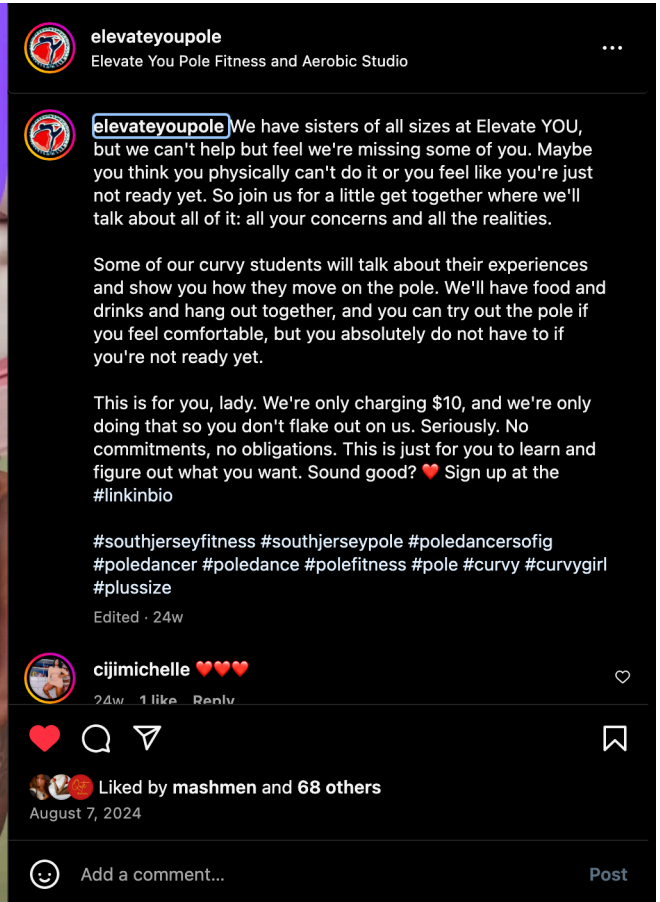 elevateyoupole
Elevate You Pole Fitness and Aerobic Studio
elevateyoupole We have sisters of all sizes at Elevate YOU,
but we can't help but feel we're missing some of you. Maybe
you think you physically can't do it or you feel like you're just
not ready yet. So join us for a little get together where we'll
talk about all of it: all your concerns and all the realities.
Some of our curvy students will talk about their experiences
and show you how they move on the pole. We'll have food and
drinks and hang out together, and you can try out the pole if
you feel comfortable, but you absolutely do not have to if
you're not ready yet.
This is for you, lady. We're only charging $10, and we're only
doing that so you don't flake out on us. Seriously. No
commitments, no obligations. This is just for you to learn and
figure out what you want. Sound good? ❤️ Sign up at the
#linkinbio
#southjerseyfitness #southjerseypole #poledancersofig
#poledancer #poledance #polefitness #pole #curvy #curvygirl
#plussize
Edited · 24w
cijimichelle ❤️❤️❤️
24w 1 like Reply
Liked by mashmen and 68 others
August 7, 2024
Add a comment...
Post